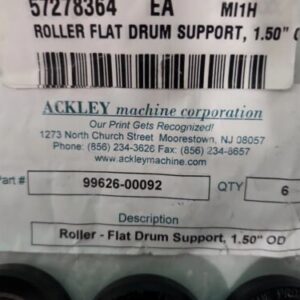 57278364 EA MI1H
ROLLER FLAT DRUM SUPPORT, 1.50" O
ACKLEY machine corporation
Our Print Gets Recognized!
1273 North Church Street Moorestown, NJ 08057
Phone: (856) 234-3626 Fax: (856) 234-8657
www.ackleymachine.com
Part # 99626-00092 QTY 6
Description
Roller - Flat Drum Support, 1.50" OD